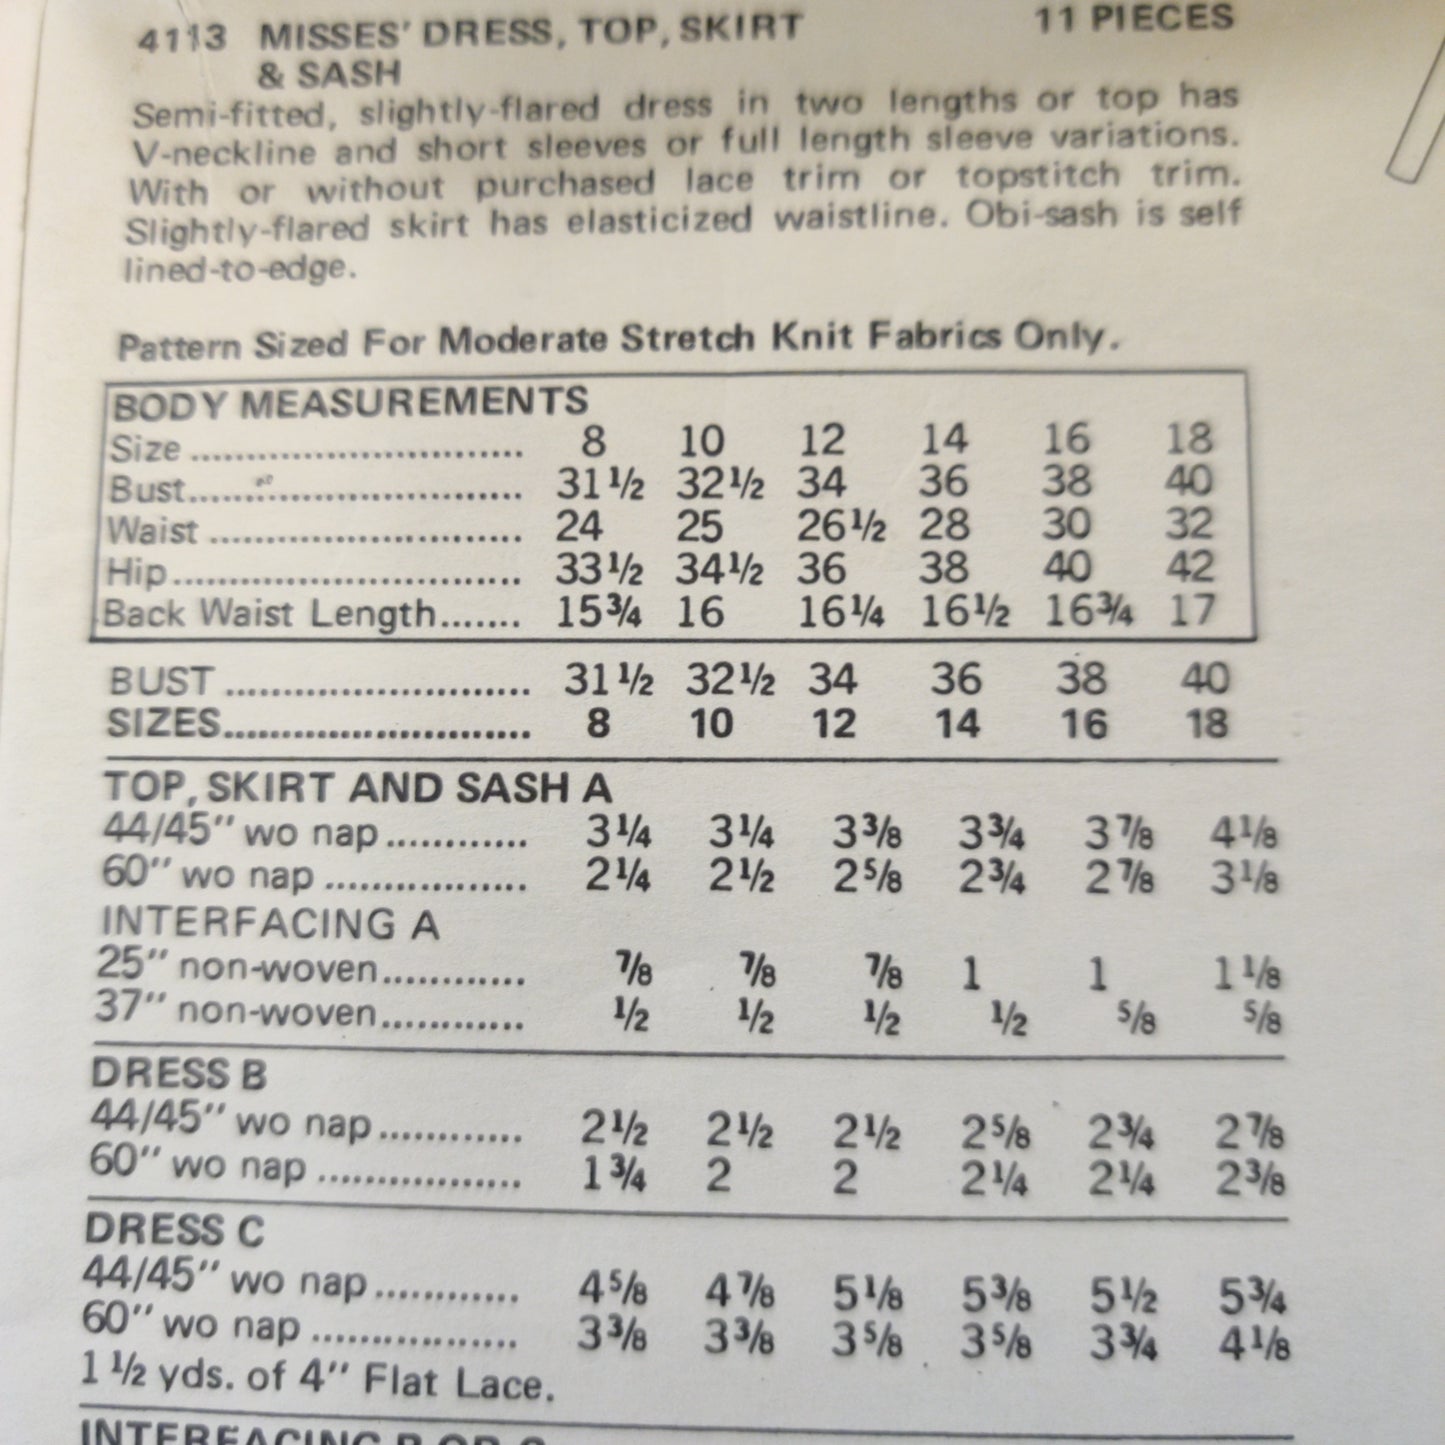 4113 MISSES' DRESS, TOP, SKIRT 11 PIECES
& SASH
Semi-fitted, slightly-flared dress in two lengths or top has
V-neckline and short sleeves or full length sleeve variations.
With or without purchased lace trim or topstitch trim.
Slightly-flared skirt has elasticized waistline. Obi-sash is self
lined-to-edge.
Pattern Sized For Moderate Stretch Knit Fabrics Only.
BODY MEASUREMENTS
Size .............................. 8 10 12 14 16 18
Bust.............................. 31½ 32½ 34 36 38 40
Waist ............................ 24 25 26½ 28 30 32
Hip............................... 33½ 34½ 36 38 40 42
Back Waist Length....... 15¾ 16 16¼ 16½ 16¾ 17
BUST ........................... 31½ 32½ 34 36 38 40
SIZES........................... 8 10 12 14 16 18
TOP, SKIRT AND SASH A
44/45" wo nap ............ 3¼ 3¼ 3⅜ 3¾ 3⅞ 4⅛
60" wo nap .................. 2¼ 2½ 2⅝ 2¾ 2⅞ 3⅛
INTERFACING A
25" non-woven............. ⅞ ⅞ ⅞ 1 1 1⅛
37" non-woven............. ½ ½ ½ ½ ⅝ ⅝
DRESS B
44/45" wo nap ............ 2½ 2½ 2½ 2⅝ 2¾ 2⅞
60" wo nap .................. 1¾ 2 2 2¼ 2¼ 2⅜
DRESS C
44/45" wo nap ............ 4⅝ 4⅞ 5⅛ 5⅜ 5½ 5¾
60" wo nap .................. 3⅜ 3⅜ 3⅝ 3⅝ 3¾ 4⅛
1½ yds. of 4" Flat Lace.
INTERFACING B OR C